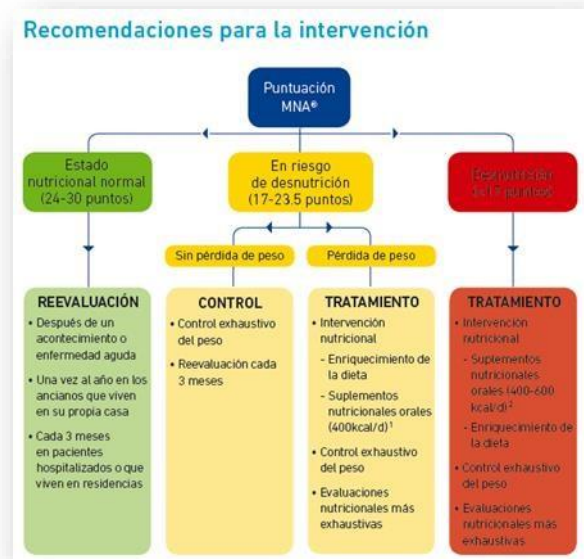 Recomendaciones para la intervención
Puntuación
MNA®
Estado
nutricional normal
(24-30 puntos)
En riesgo
de desnutrición
(17-23.5 puntos)
Desnutrición
(<17 puntos)
Sin pérdida de peso
Pérdida de peso
REEVALUACIÓN
• Después de un
acontecimiento o
enfermedad aguda
• Una vez al año en los
ancianos que viven
en su propia casa
• Cada 3 meses
en pacientes
hospitalizados o que
viven en residencias
CONTROL
• Control exhaustivo
del peso
• Reevaluación cada
3 meses
TRATAMIENTO
• Intervención
nutricional
- Enriquecimiento de
la dieta
- Suplementos
nutricionales orales
(400kcal/d)¹
• Control exhaustivo
del peso
• Evaluaciones
nutricionales más
exhaustivas
TRATAMIENTO
• Intervención
nutricional
- Suplementos
nutricionales
orales (400-600
kcal/d)²
- Enriquecimiento de
la dieta
• Control exhaustivo
del peso
• Evaluaciones
nutricionales más
exhaustivas